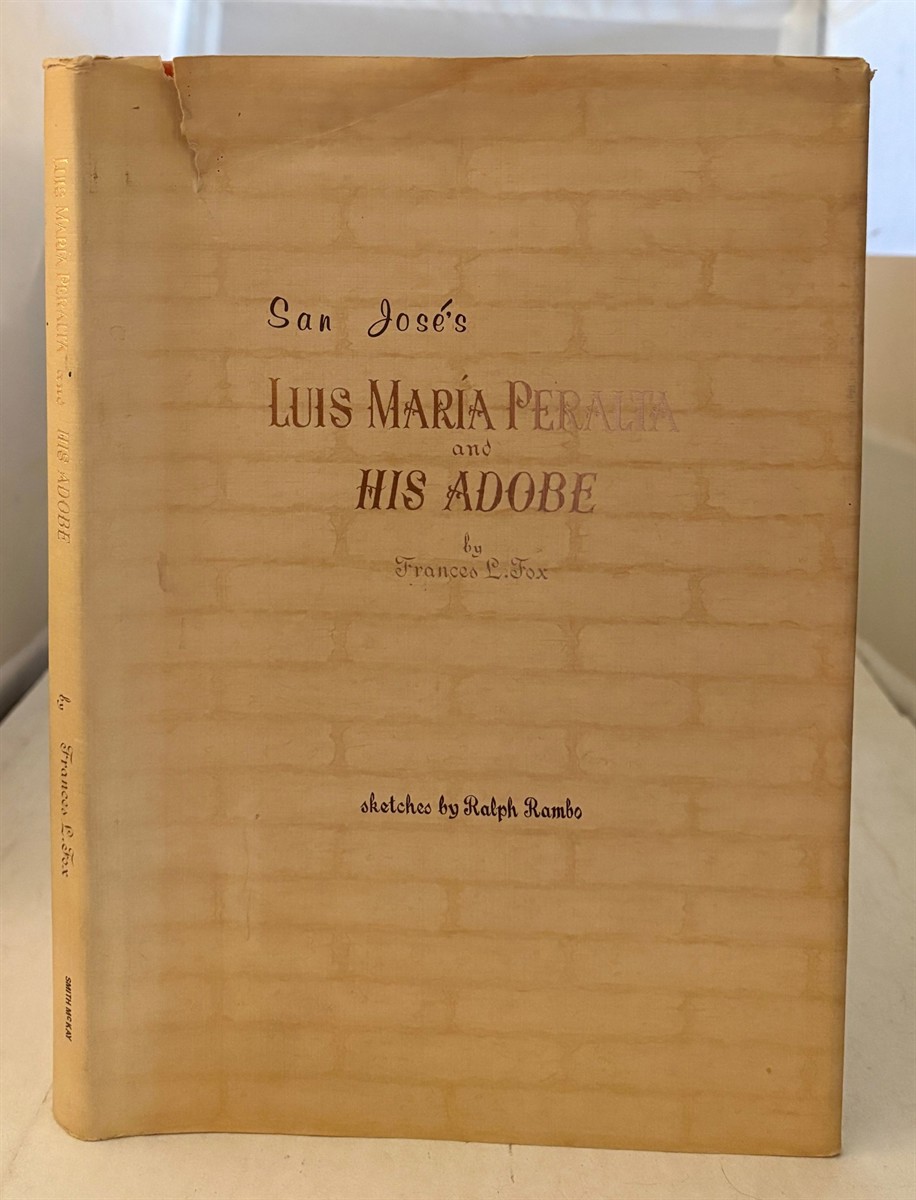 San José's
LUIS MARÍA PERALTA
and
HIS ADOBE
by
Frances L. Fox
sketches by Ralph Rambo
LUIS MARÍA PERALTA and HIS ADOBE by Frances L. Fox SMITH McKAY